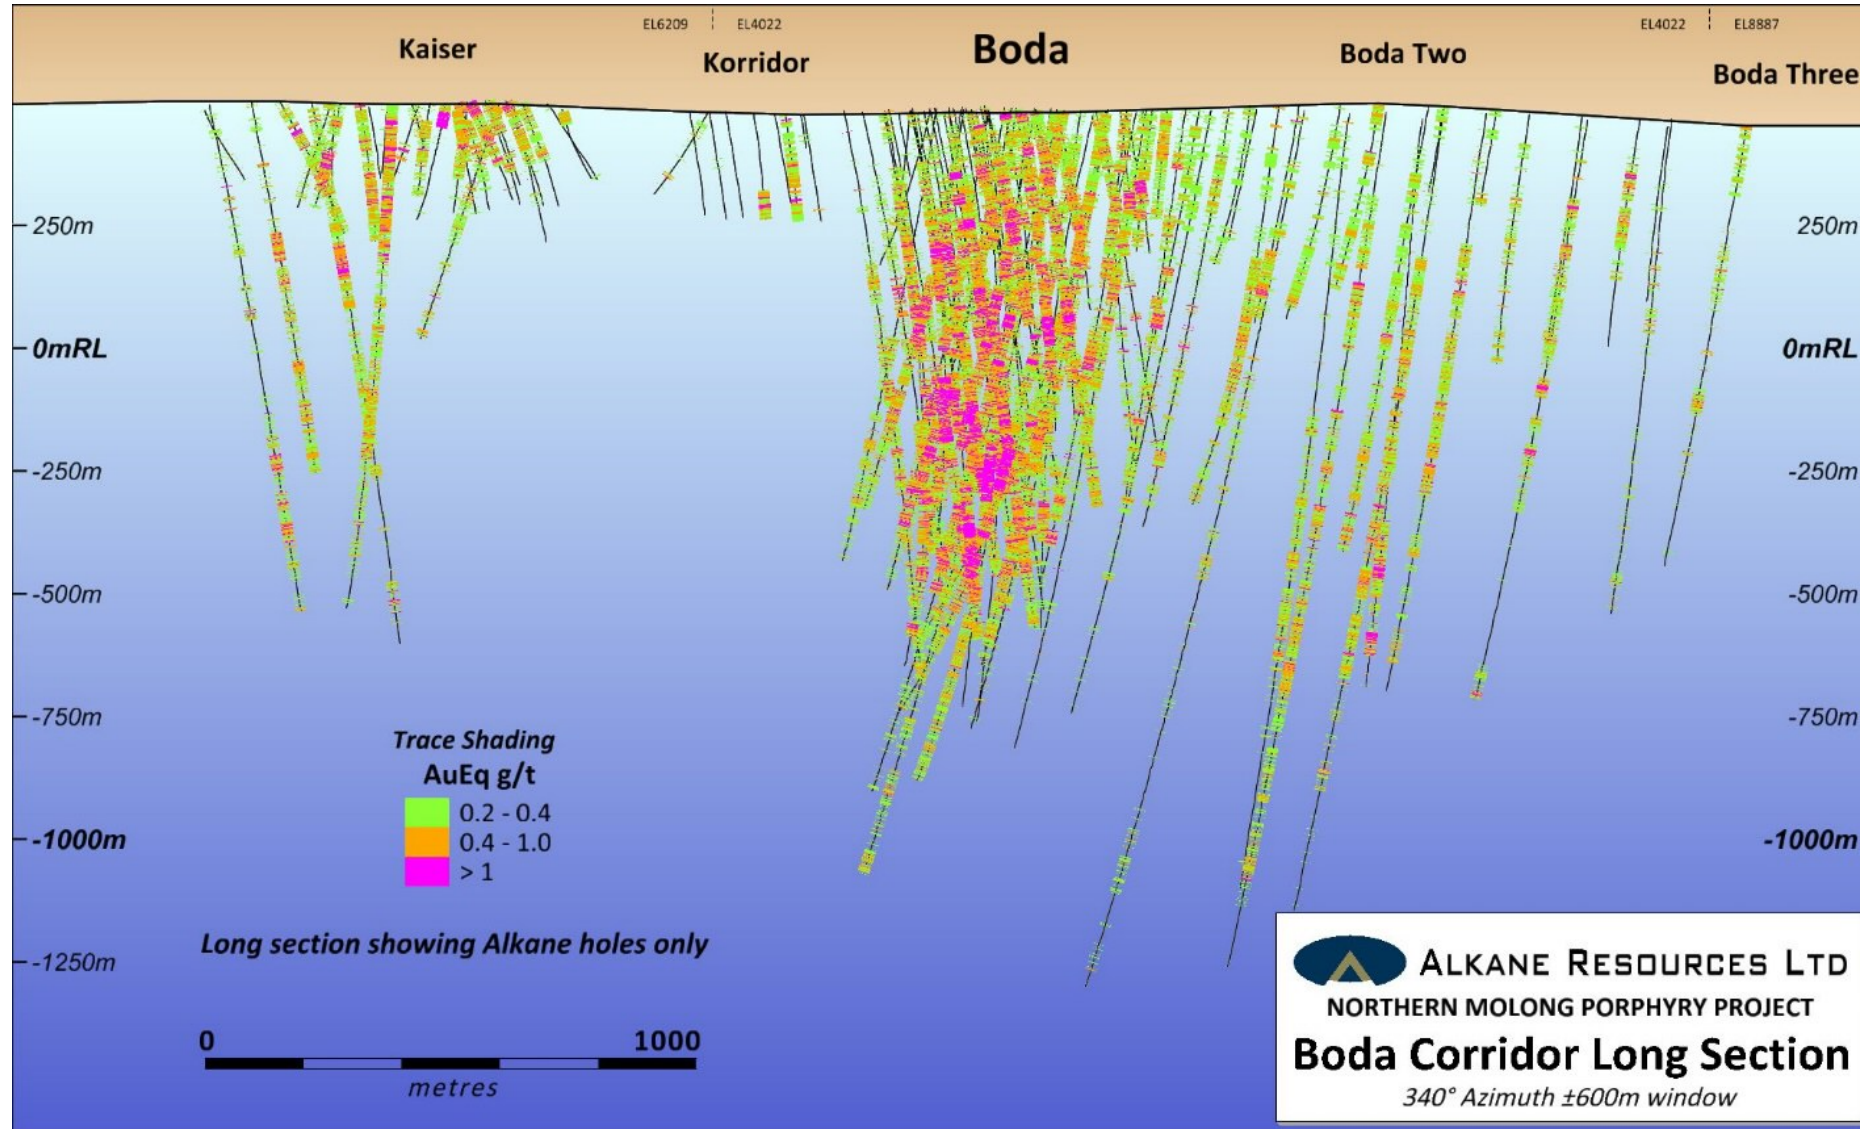 EL6209 EL4022
EL4022 EL8887
Kaiser
Korridor
Boda
Boda Two
Boda Three
250m
250m
0mRL
0mRL
-250m
-250m
-500m
-500m
-750m
-750m
-1000m
-1000m
-1250m
Trace Shading
AuEq g/t
0.2 - 0.4
0.4 - 1.0
> 1
Long section showing Alkane holes only
0 1000
metres
ALKANE RESOURCES LTD
NORTHERN MOLONG PORPHYRY PROJECT
Boda Corridor Long Section
340° Azimuth ±600m window